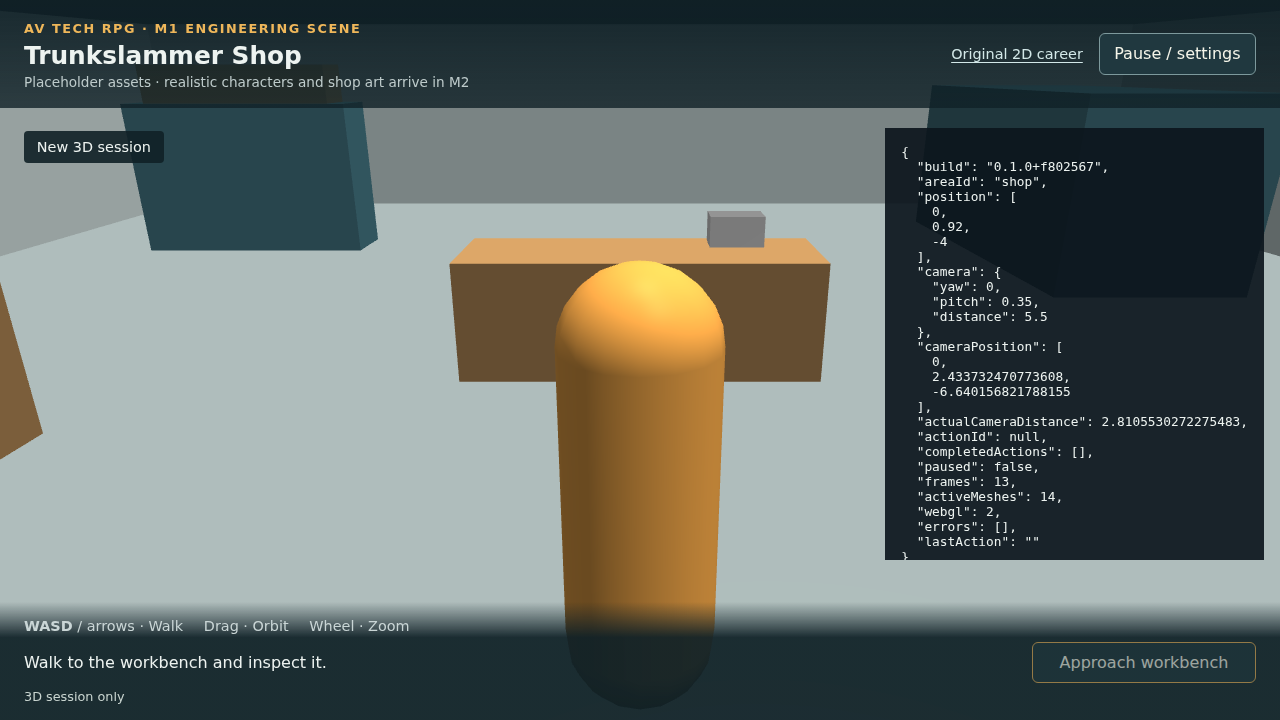 AV TECH RPG · M1 ENGINEERING SCENE
Trunkslammer Shop
Placeholder assets · realistic characters and shop art arrive in M2
Original 2D career
Pause / settings
New 3D session
{
  "build": "0.1.0+f802567",
  "areaId": "shop",
  "position": [
    0,
    0.92,
    -4
  ],
  "camera": {
    "yaw": 0,
    "pitch": 0.35,
    "distance": 5.5
  },
  "cameraPosition": [
    0,
    2.433732470773608,
    -6.640156821788155
  ],
  "actualCameraDistance": 2.8105530272275483,
  "actionId": null,
  "completedActions": [],
  "paused": false,
  "frames": 13,
  "activeMeshes": 14,
  "webgl": 2,
  "errors": [],
  "lastAction": ""
}
WASD / arrows · Walk Drag · Orbit Wheel · Zoom
Walk to the workbench and inspect it.
Approach workbench
3D session only